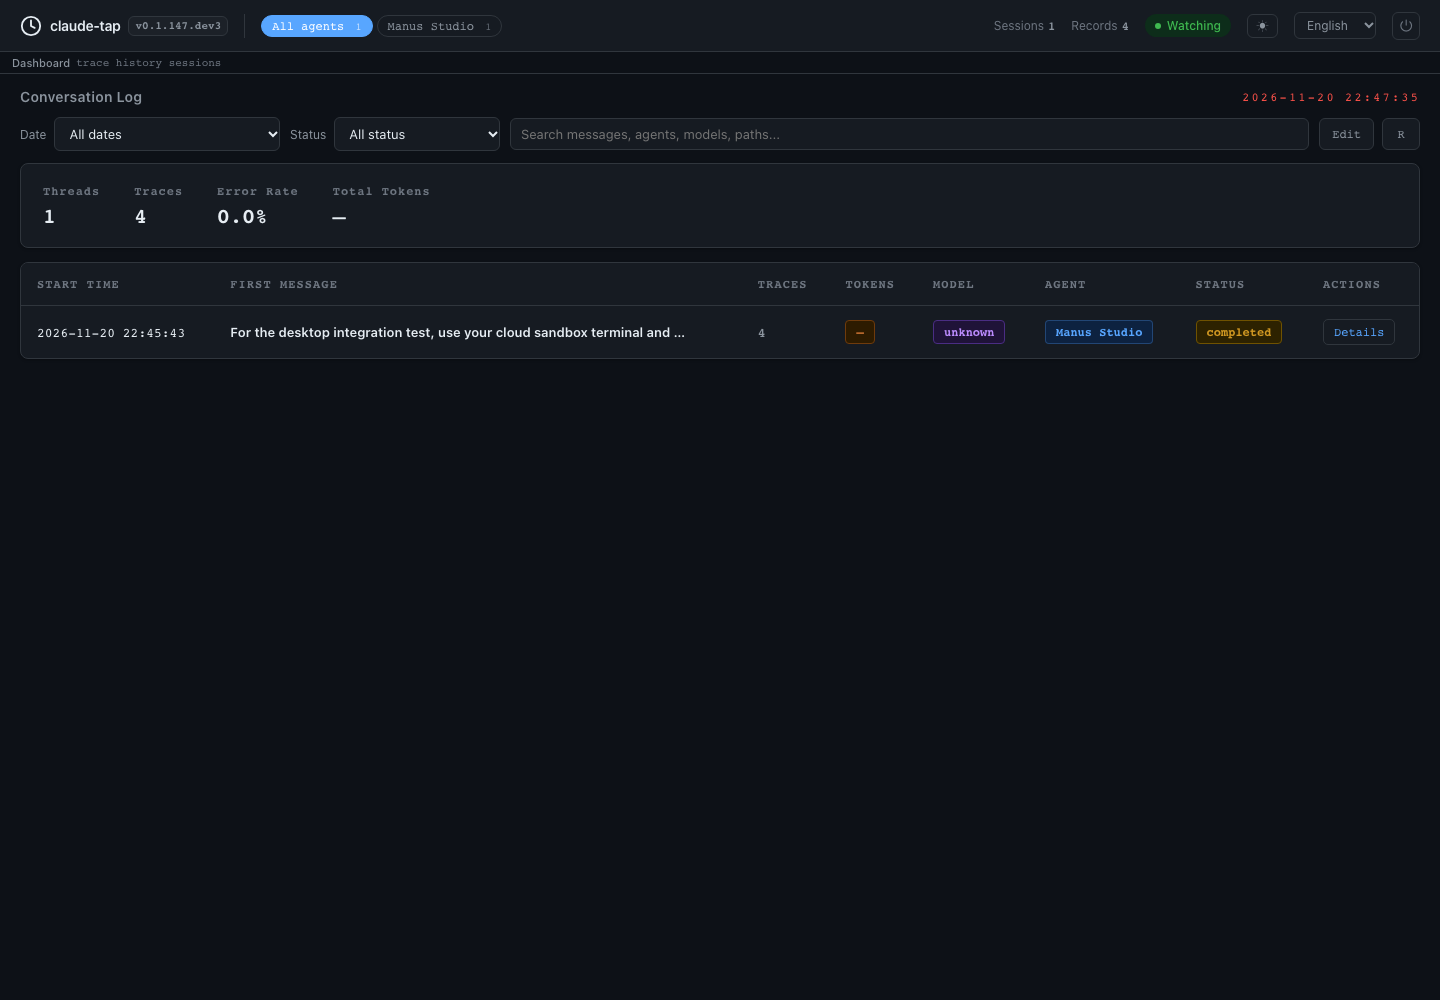 claude-tap v0.1.147.dev3 All agents 1 Manus Studio 1 Sessions 1 Records 4 Watching English
Dashboard trace history sessions
Conversation Log 2026-11-20 22:47:35
Date All dates Status All status Search messages, agents, models, paths... Edit R
Threads Traces Error Rate Total Tokens
1 4 0.0% —
START TIME FIRST MESSAGE TRACES TOKENS MODEL AGENT STATUS ACTIONS
2026-11-20 22:45:43 For the desktop integration test, use your cloud sandbox terminal and ... 4 — unknown Manus Studio completed Details